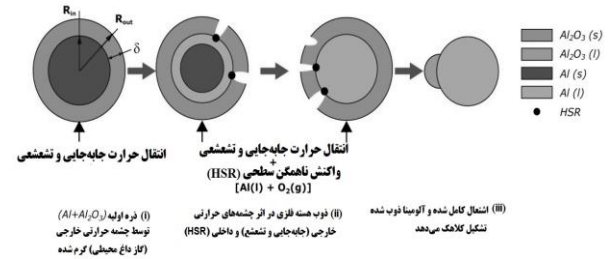 R_in
R_out
δ
Al₂O₃ (s)
Al₂O₃ (l)
Al (s)
Al (l)
HSR
انتقال حرارت جابه‌جایی و تشعشعی
انتقال حرارت جابه‌جایی و تشعشعی
+
واکنش ناهمگن سطحی (HSR)
[Al(l) + O₂(g)]
(i) ذره اولیه (Al+Al₂O₃)
توسط چشمه حرارتی خارجی
(گاز داغ محیطی) گرم شده
(ii) ذوب هسته فلزی در اثر چشمه‌های حرارتی
خارجی (جابه‌جایی و تشعشع) و داخلی (HSR)
(iii) اشتعال کامل شده و آلومینا ذوب شده
تشکیل کلاهک می‌دهد